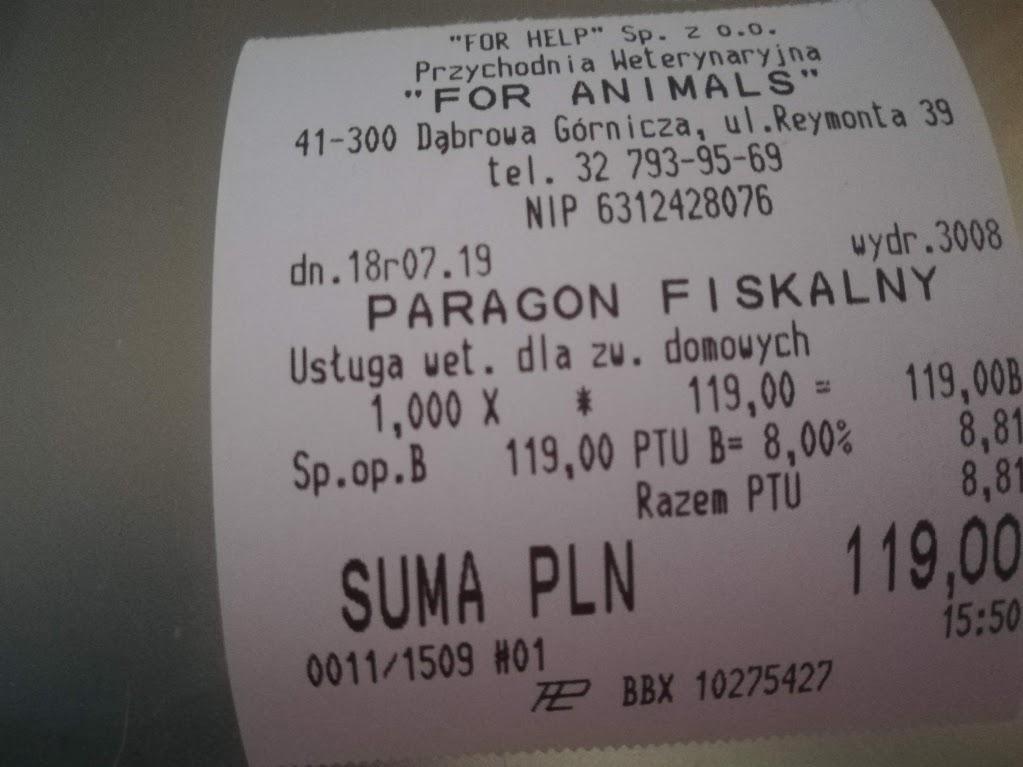 "FOR HELP" Sp. z o.o.
Przychodnia Weterynaryjna
"FOR ANIMALS"
41-300 Dąbrowa Górnicza, ul.Reymonta 39
tel. 32 793-95-69
NIP 6312428076
dn.18r07.19 wydr.3008
PARAGON FISKALNY
Usługa wet. dla zw. domowych
1,000 X * 119,00 = 119,00B
Sp.op.B 119,00 PTU B= 8,00% 8,81
Razem PTU 8,81
SUMA PLN 119,00
15:50
0011/1509 #01
BBX 10275427